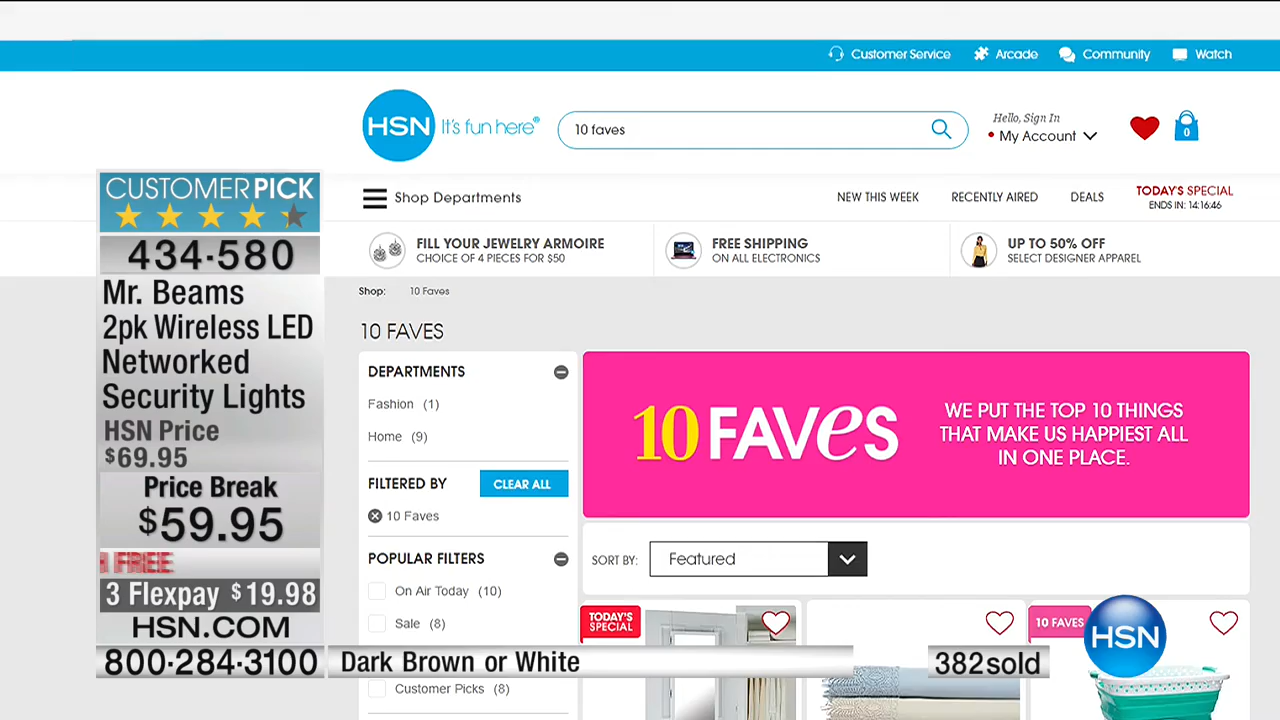 Customer Service
Arcade
Community
Watch
HSN
It's fun here®
10 faves
Hello, Sign In
My Account
0
Shop Departments
NEW THIS WEEK
RECENTLY AIRED
DEALS
TODAY'S SPECIAL
ENDS IN: 14:16:46
FILL YOUR JEWELRY ARMOIRE
CHOICE OF 4 PIECES FOR $50
FREE SHIPPING
ON ALL ELECTRONICS
UP TO 50% OFF
SELECT DESIGNER APPAREL
CUSTOMER PICK
434·580
Mr. Beams
2pk Wireless LED
Networked
Security Lights
HSN Price
$69.95
Price Break
$59.95
FREE
3 Flexpay $19.98
HSN.COM
800·284·3100
Shop: 10 Faves
10 FAVES
DEPARTMENTS
Fashion (1)
Home (9)
FILTERED BY
CLEAR ALL
10 Faves
POPULAR FILTERS
On Air Today (10)
Sale (8)
Customer Picks (8)
10 FAVES
WE PUT THE TOP 10 THINGS
THAT MAKE US HAPPIEST ALL
IN ONE PLACE.
SORT BY:
Featured
TODAY'S
SPECIAL
10 FAVES
HSN
Dark Brown or White
382 sold